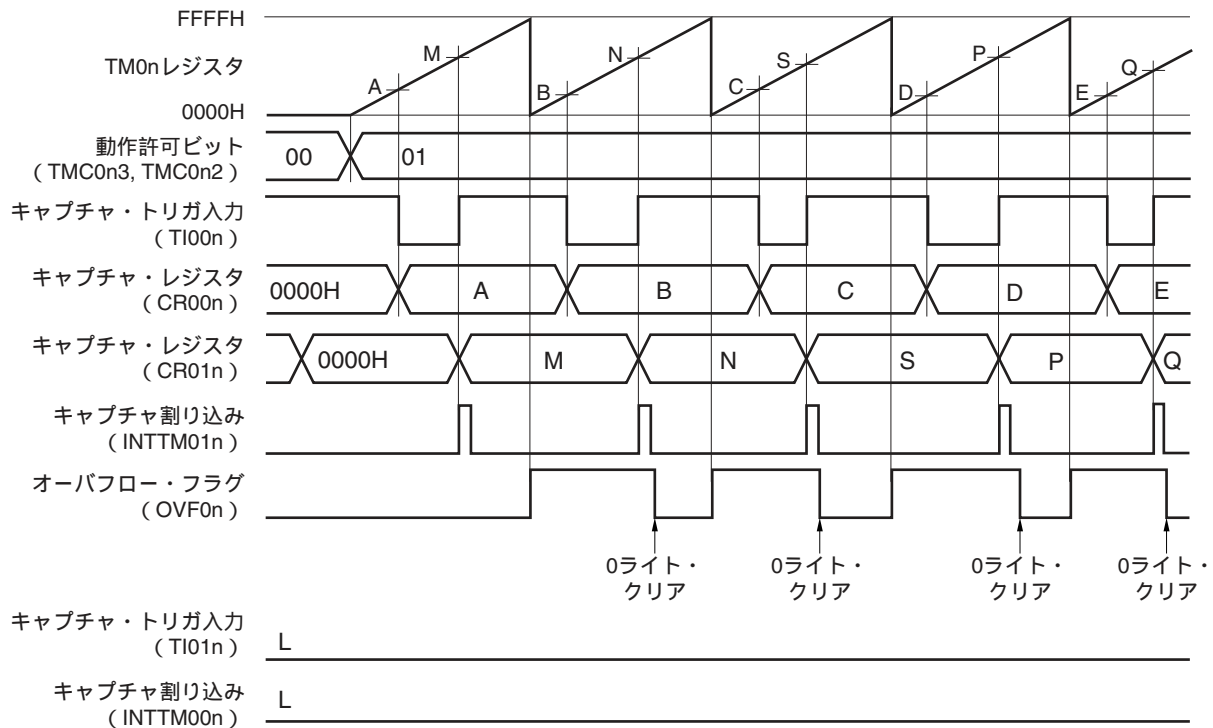 FFFFH
TM0nレジスタ
0000H
A
M
B
N
C
S
D
P
E
Q
動作許可ビット
( TMC0n3, TMC0n2 )
00
01
キャプチャ・トリガ入力
( TI00n )
キャプチャ・レジスタ
( CR00n )
0000H
A
B
C
D
E
キャプチャ・レジスタ
( CR01n )
0000H
M
N
S
P
Q
キャプチャ割り込み
( INTTM01n )
オーバフロー・フラグ
( OVF0n )
0ライト・
クリア
0ライト・
クリア
0ライト・
クリア
0ライト・
クリア
キャプチャ・トリガ入力
( TI01n )
L
キャプチャ割り込み
( INTTM00n )
L